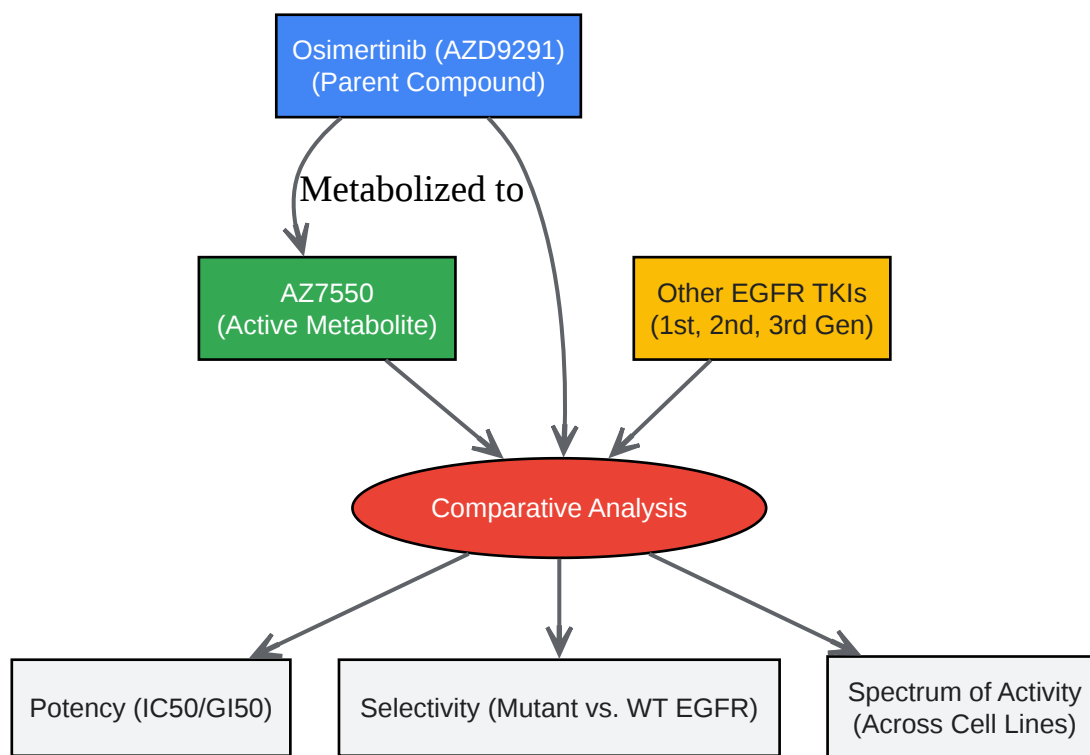 Osimertinib (AZD9291)
(Parent Compound)
Metabolized to
AZ7550
(Active Metabolite)
Other EGFR TKIs
(1st, 2nd, 3rd Gen)
Comparative Analysis
Potency (IC50/GI50)
Selectivity (Mutant vs. WT EGFR)
Spectrum of Activity
(Across Cell Lines)